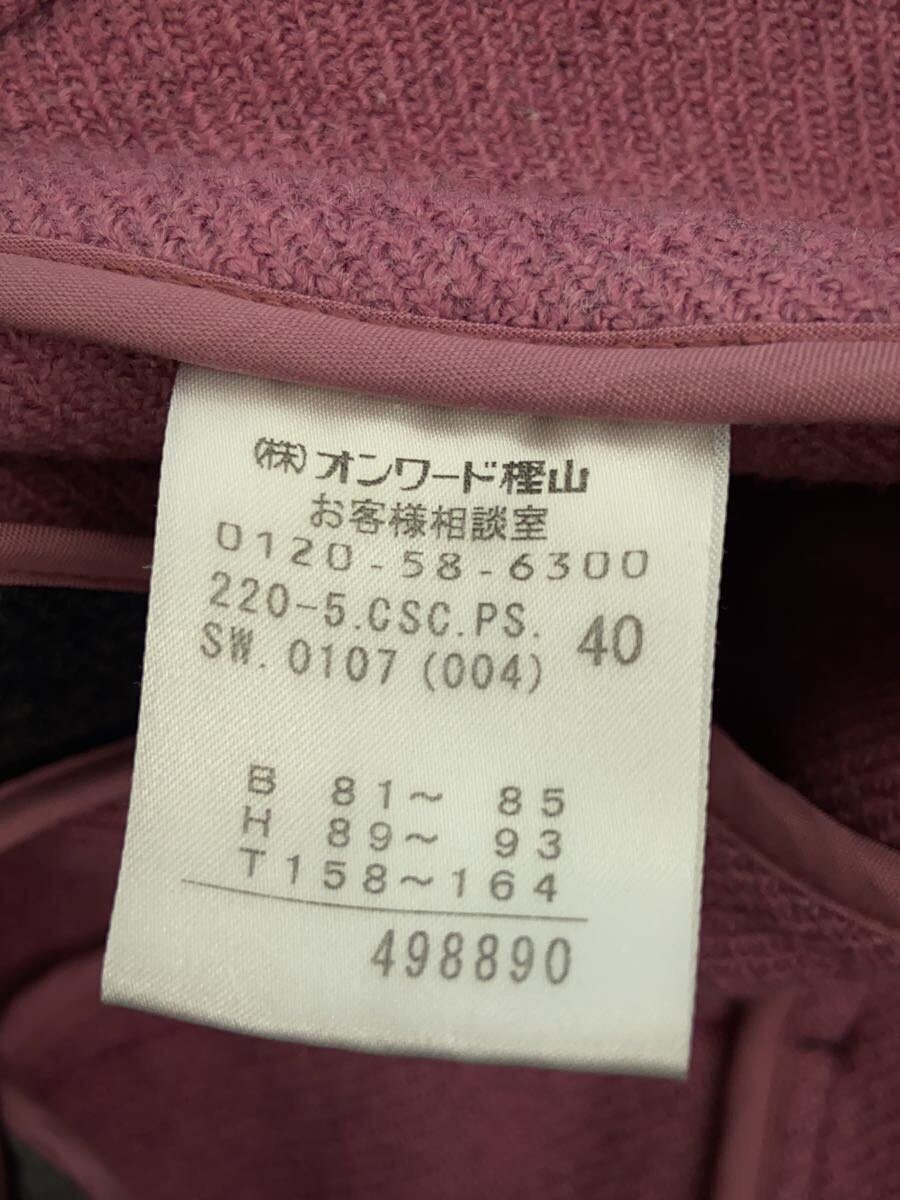 (株)オンワード樫山
お客様相談室
0120-58-6300
220-5.CSC.PS. 40
SW. 0107 (004)
B 81~ 85
H 89~ 93
T158~164
498890